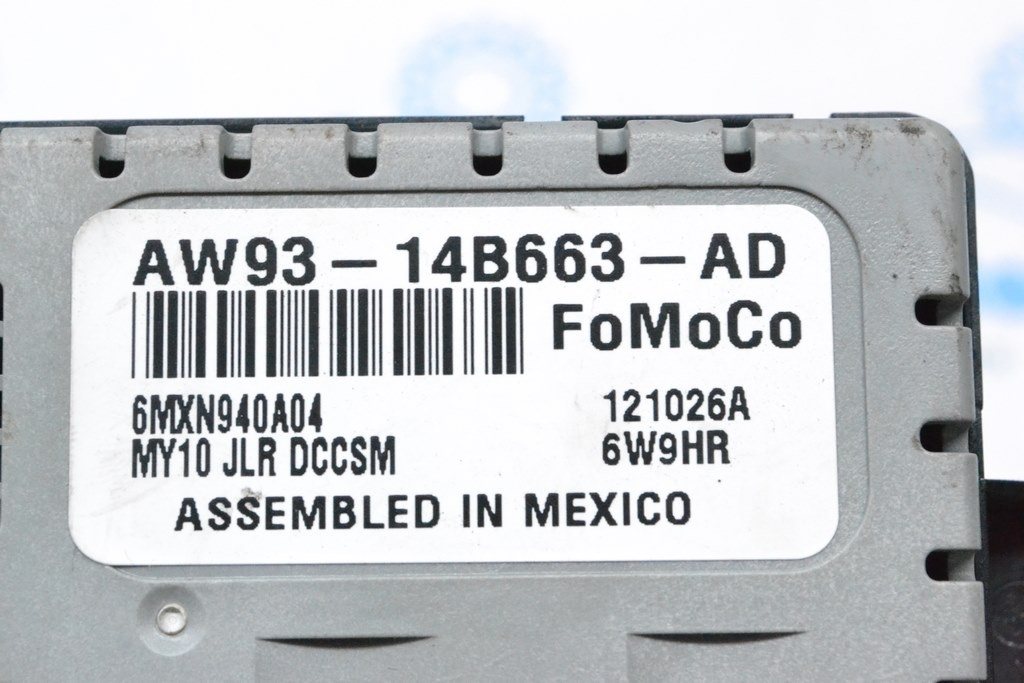 AW93-14B663-AD
FoMoCo
6MXN940A04 121026A
MY10 JLR DCCSM 6W9HR
ASSEMBLED IN MEXICO